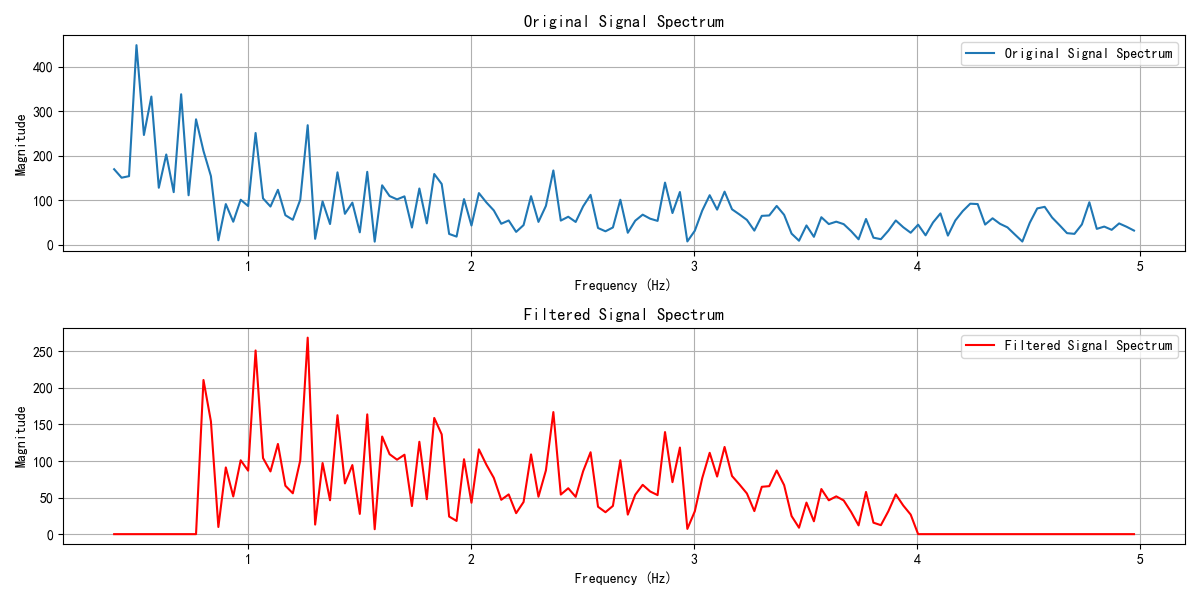 Original Signal Spectrum
Original Signal Spectrum
400
300
200
100
0
Magnitude
1 2 3 4 5
Frequency (Hz)
Filtered Signal Spectrum
Filtered Signal Spectrum
250
200
150
100
50
0
Magnitude
1 2 3 4 5
Frequency (Hz)